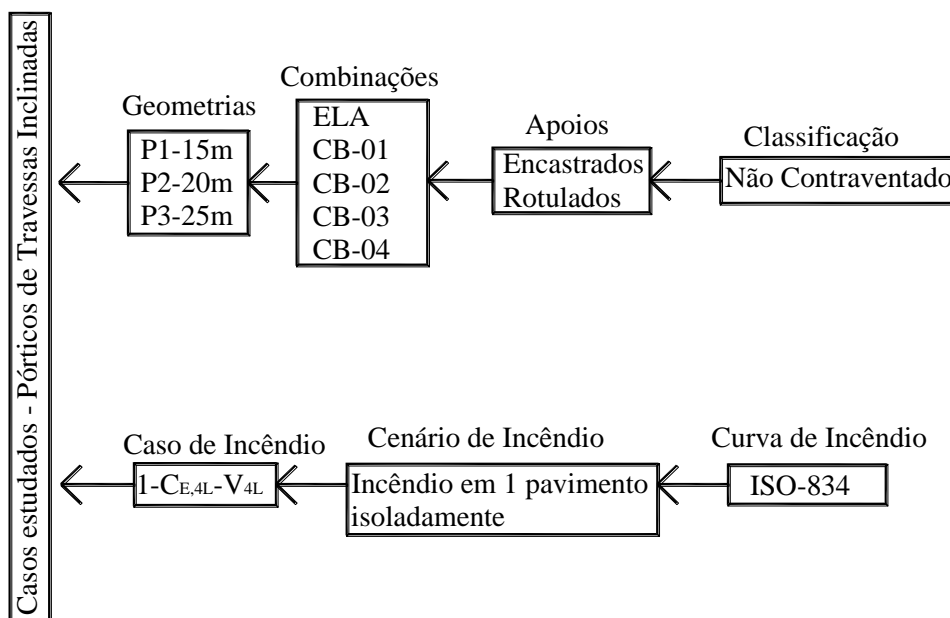 Casos estudados - Pórticos de Travessas Inclinadas
Geometrias
P1-15m
P2-20m
P3-25m
Combinações
ELA
CB-01
CB-02
CB-03
CB-04
Apoios
Encastrados
Rotulados
Classificação
Não Contraventado
Caso de Incêndio
1-CE,4L-V4L
Cenário de Incêndio
Incêndio em 1 pavimento
isoladamente
Curva de Incêndio
ISO-834